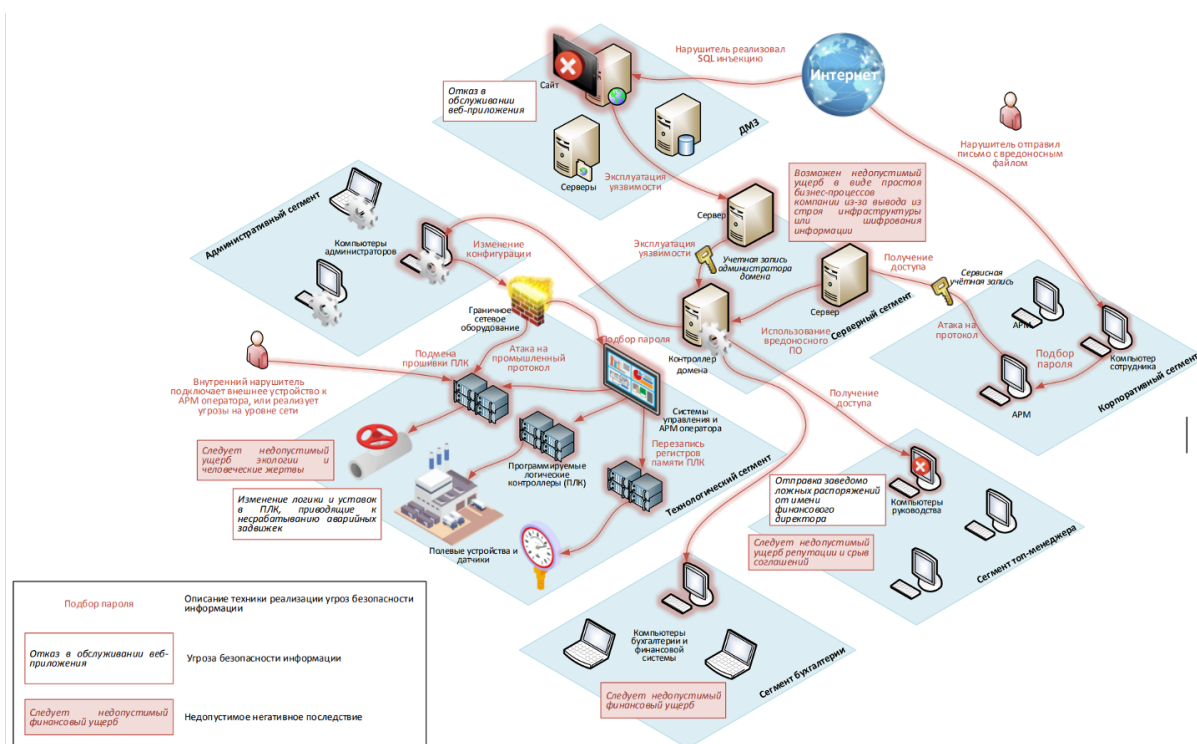 Нарушитель реализовал
SQL инъекцию
Интернет
Сайт
Отказ в
обслуживании
веб-приложения
ДМЗ
Серверы
Нарушитель отправил
письмо с вредоносным
файлом
Эксплуатация
уязвимости
Возможен недопустимый
ущерб в виде простоя
бизнес-процессов
компании из-за вывода из
строя инфраструктуры
или шифрования
информации
Административный сегмент
Компьютеры
администраторов
Изменение
конфигурации
Сервер
Эксплуатация
уязвимости
Учетная запись
администратора
домена
Получение
доступа
Сервисная
учётная запись
Сервер
Серверный сегмент
Граничное
сетевое
оборудование
Контроллер
домена
Использование
вредоносного
ПО
Атака на
протокол
АРМ
Подбор
пароля
Компьютер
сотрудника
АРМ
Корпоративный сегмент
Подмена
прошивки ПЛК
Атака на
промышленный
протокол
Подбор пароля
Внутренний нарушитель
подключает внешнее устройство к
АРМ оператора, или реализует
угрозы на уровне сети
Получение
доступа
Системы
управления и
АРМ оператора
Следует недопустимый
ущерб экологии и
человеческие жертвы
Программируемые
логические
контроллеры (ПЛК)
Перезапись
регистров
памяти ПЛК
Изменение логики и уставок
в ПЛК, приводящие к
несрабатыванию аварийных
задвижек
Технологический сегмент
Полевые устройства и
датчики
Отправка заведомо
ложных распоряжений
от имени
финансового
директора
Компьютеры
руководства
Следует недопустимый
ущерб репутации и срыв
соглашений
Сегмент топ-менеджера
Компьютеры
бухгалтерии и
финансовой
системы
Сегмент бухгалтерии
Следует недопустимый
финансовый ущерб
Подбор пароля
Описание техники реализации угроз безопасности
информации
Отказ в обслуживании веб-
приложения
Угроза безопасности информации
Следует недопустимый
финансовый ущерб
Недопустимое негативное последствие